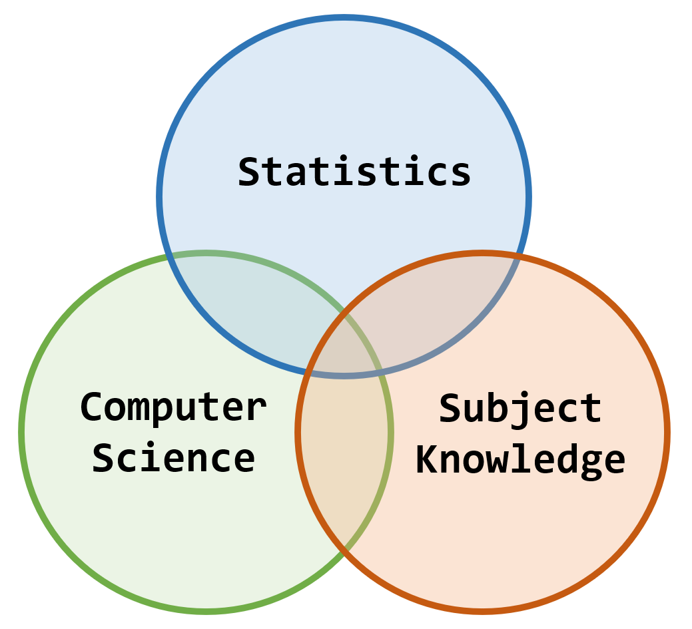 Statistics
Computer
Science
Subject
Knowledge